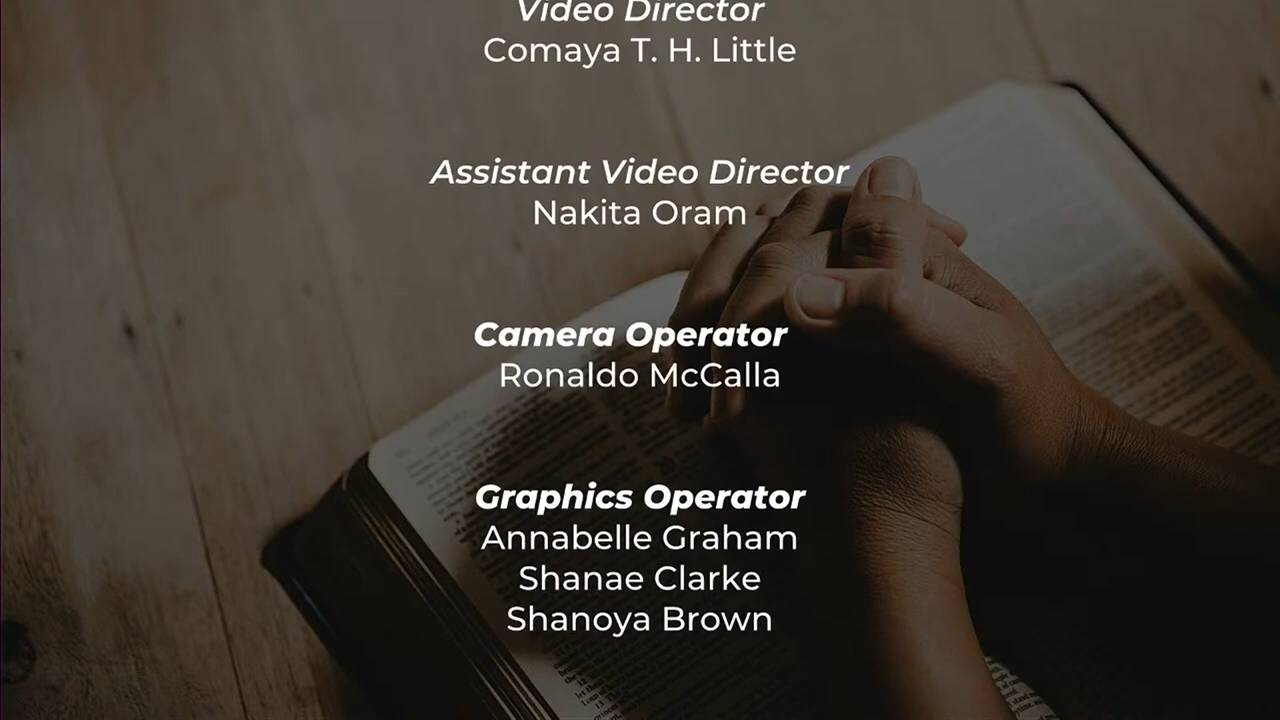 Video Director
Comaya T. H. Little
Assistant Video Director
Nakita Oram
Camera Operator
Ronaldo McCalla
Graphics Operator
Annabelle Graham
Shanae Clarke
Shanoya Brown